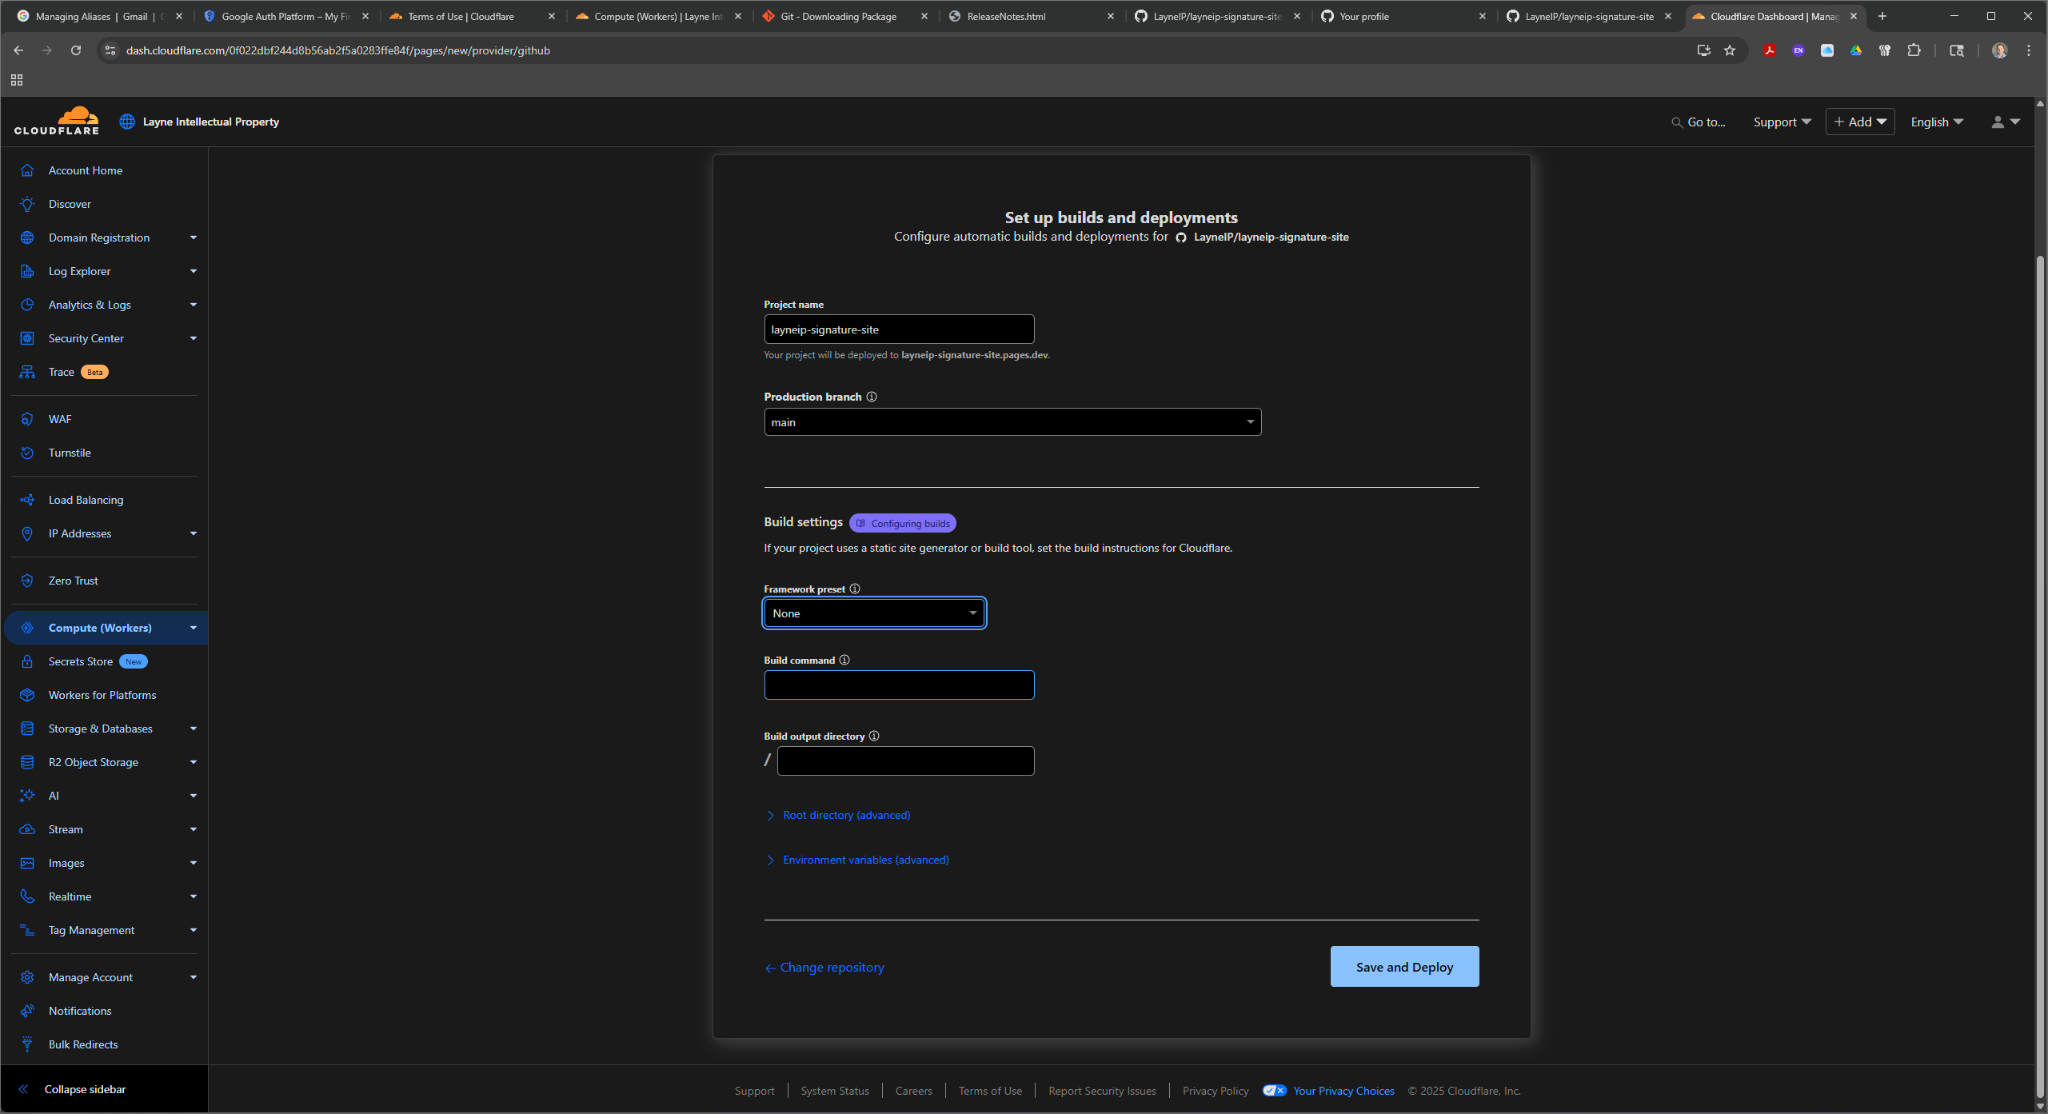 Managing Aliases | Gmail | G
Google Auth Platform – My Fi
Terms of Use | Cloudflare
Compute (Workers) | Layne Int
Git - Downloading Package
ReleaseNotes.html
LayneIP/layneip-signature-site
Your profile
LayneIP/layneip-signature-site
Cloudflare Dashboard | Manag
dash.cloudflare.com/0f022dbf244d8b56ab2f5a0283ffe84f/pages/new/provider/github
EN
CLOUDFLARE
Layne Intellectual Property
Go to...
Support
+ Add
English
Account Home
Discover
Domain Registration
Log Explorer
Analytics & Logs
Security Center
Trace Beta
WAF
Turnstile
Load Balancing
IP Addresses
Zero Trust
Compute (Workers)
Secrets Store New
Workers for Platforms
Storage & Databases
R2 Object Storage
AI
Stream
Images
Realtime
Tag Management
Manage Account
Notifications
Bulk Redirects
Collapse sidebar
Set up builds and deployments
Configure automatic builds and deployments for LayneIP/layneip-signature-site
Project name
layneip-signature-site
Your project will be deployed to layneip-signature-site.pages.dev.
Production branch
main
Build settings Configuring builds
If your project uses a static site generator or build tool, set the build instructions for Cloudflare.
Framework preset
None
Build command
Build output directory
/
Root directory (advanced)
Environment variables (advanced)
← Change repository
Save and Deploy
Support
System Status
Careers
Terms of Use
Report Security Issues
Privacy Policy
Your Privacy Choices
© 2025 Cloudflare, Inc.